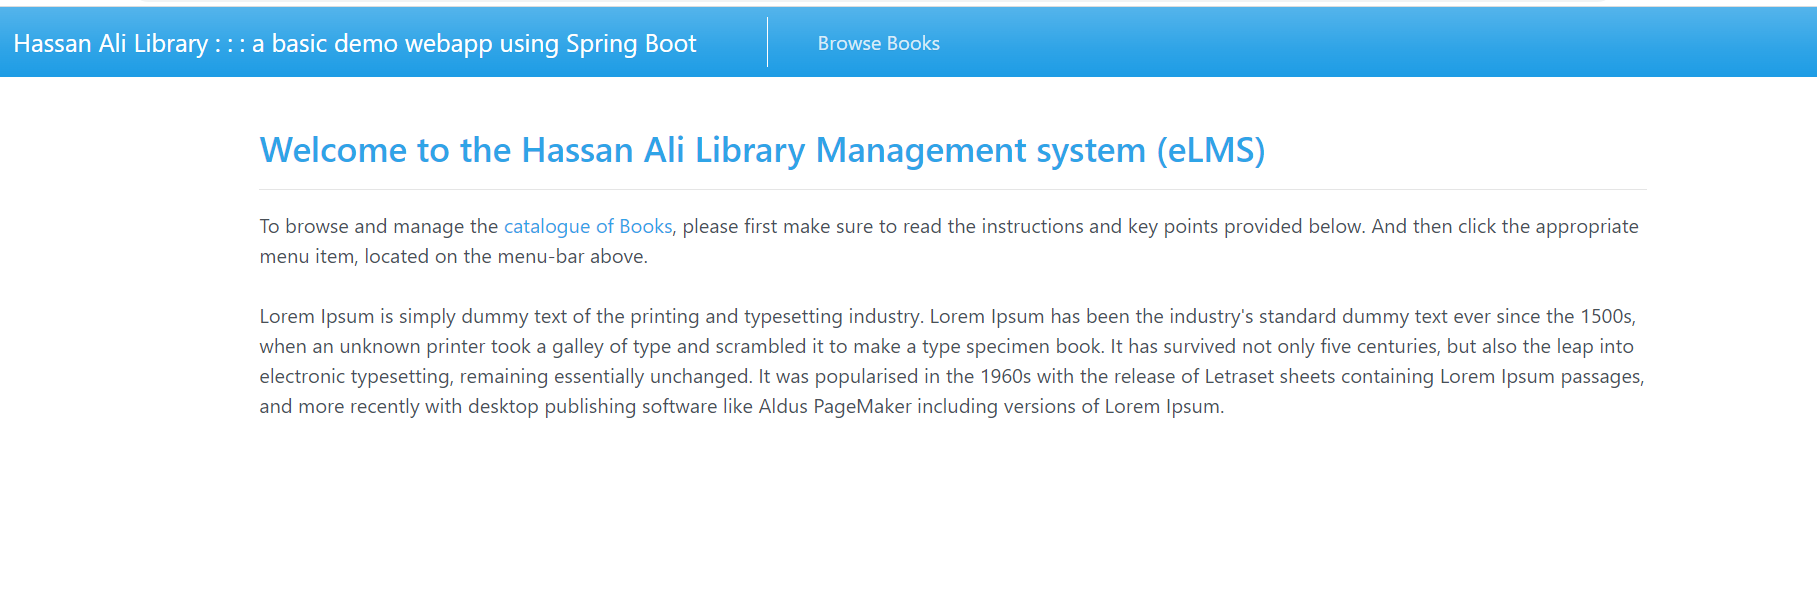 Hassan Ali Library : : : a basic demo webapp using Spring Boot
Browse Books
Welcome to the Hassan Ali Library Management system (eLMS)
To browse and manage the catalogue of Books, please first make sure to read the instructions and key points provided below. And then click the appropriate
menu item, located on the menu-bar above.
Lorem Ipsum is simply dummy text of the printing and typesetting industry. Lorem Ipsum has been the industry's standard dummy text ever since the 1500s,
when an unknown printer took a galley of type and scrambled it to make a type specimen book. It has survived not only five centuries, but also the leap into
electronic typesetting, remaining essentially unchanged. It was popularised in the 1960s with the release of Letraset sheets containing Lorem Ipsum passages,
and more recently with desktop publishing software like Aldus PageMaker including versions of Lorem Ipsum.